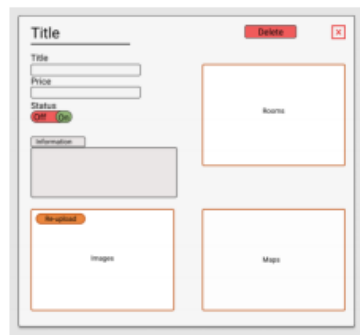 Title
Delete
X
Title
Price
Rooms
Status
Off On
Information
Re-upload
Images
Maps